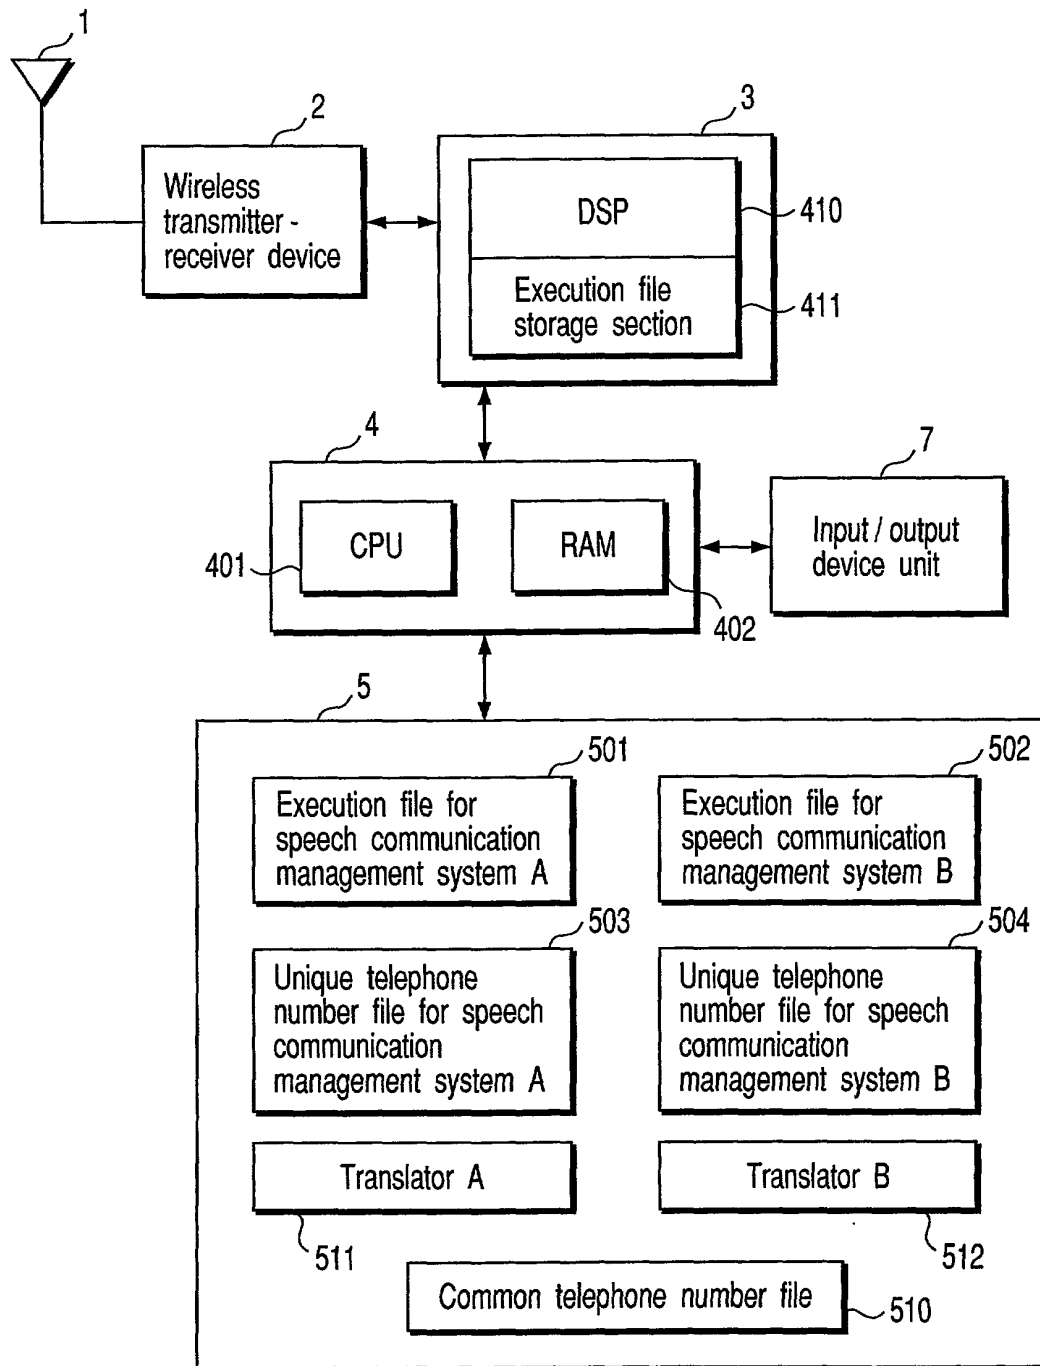 1
2
3
Wireless
transmitter -
receiver device
DSP
410
Execution file
storage section
411
4
7
CPU
RAM
401
402
Input / output
device unit
5
501
502
Execution file for
speech communication
management system A
Execution file for
speech communication
management system B
503
504
Unique telephone
number file for speech
communication
management system A
Unique telephone
number file for speech
communication
management system B
Translator A
Translator B
511
512
Common telephone number file
510